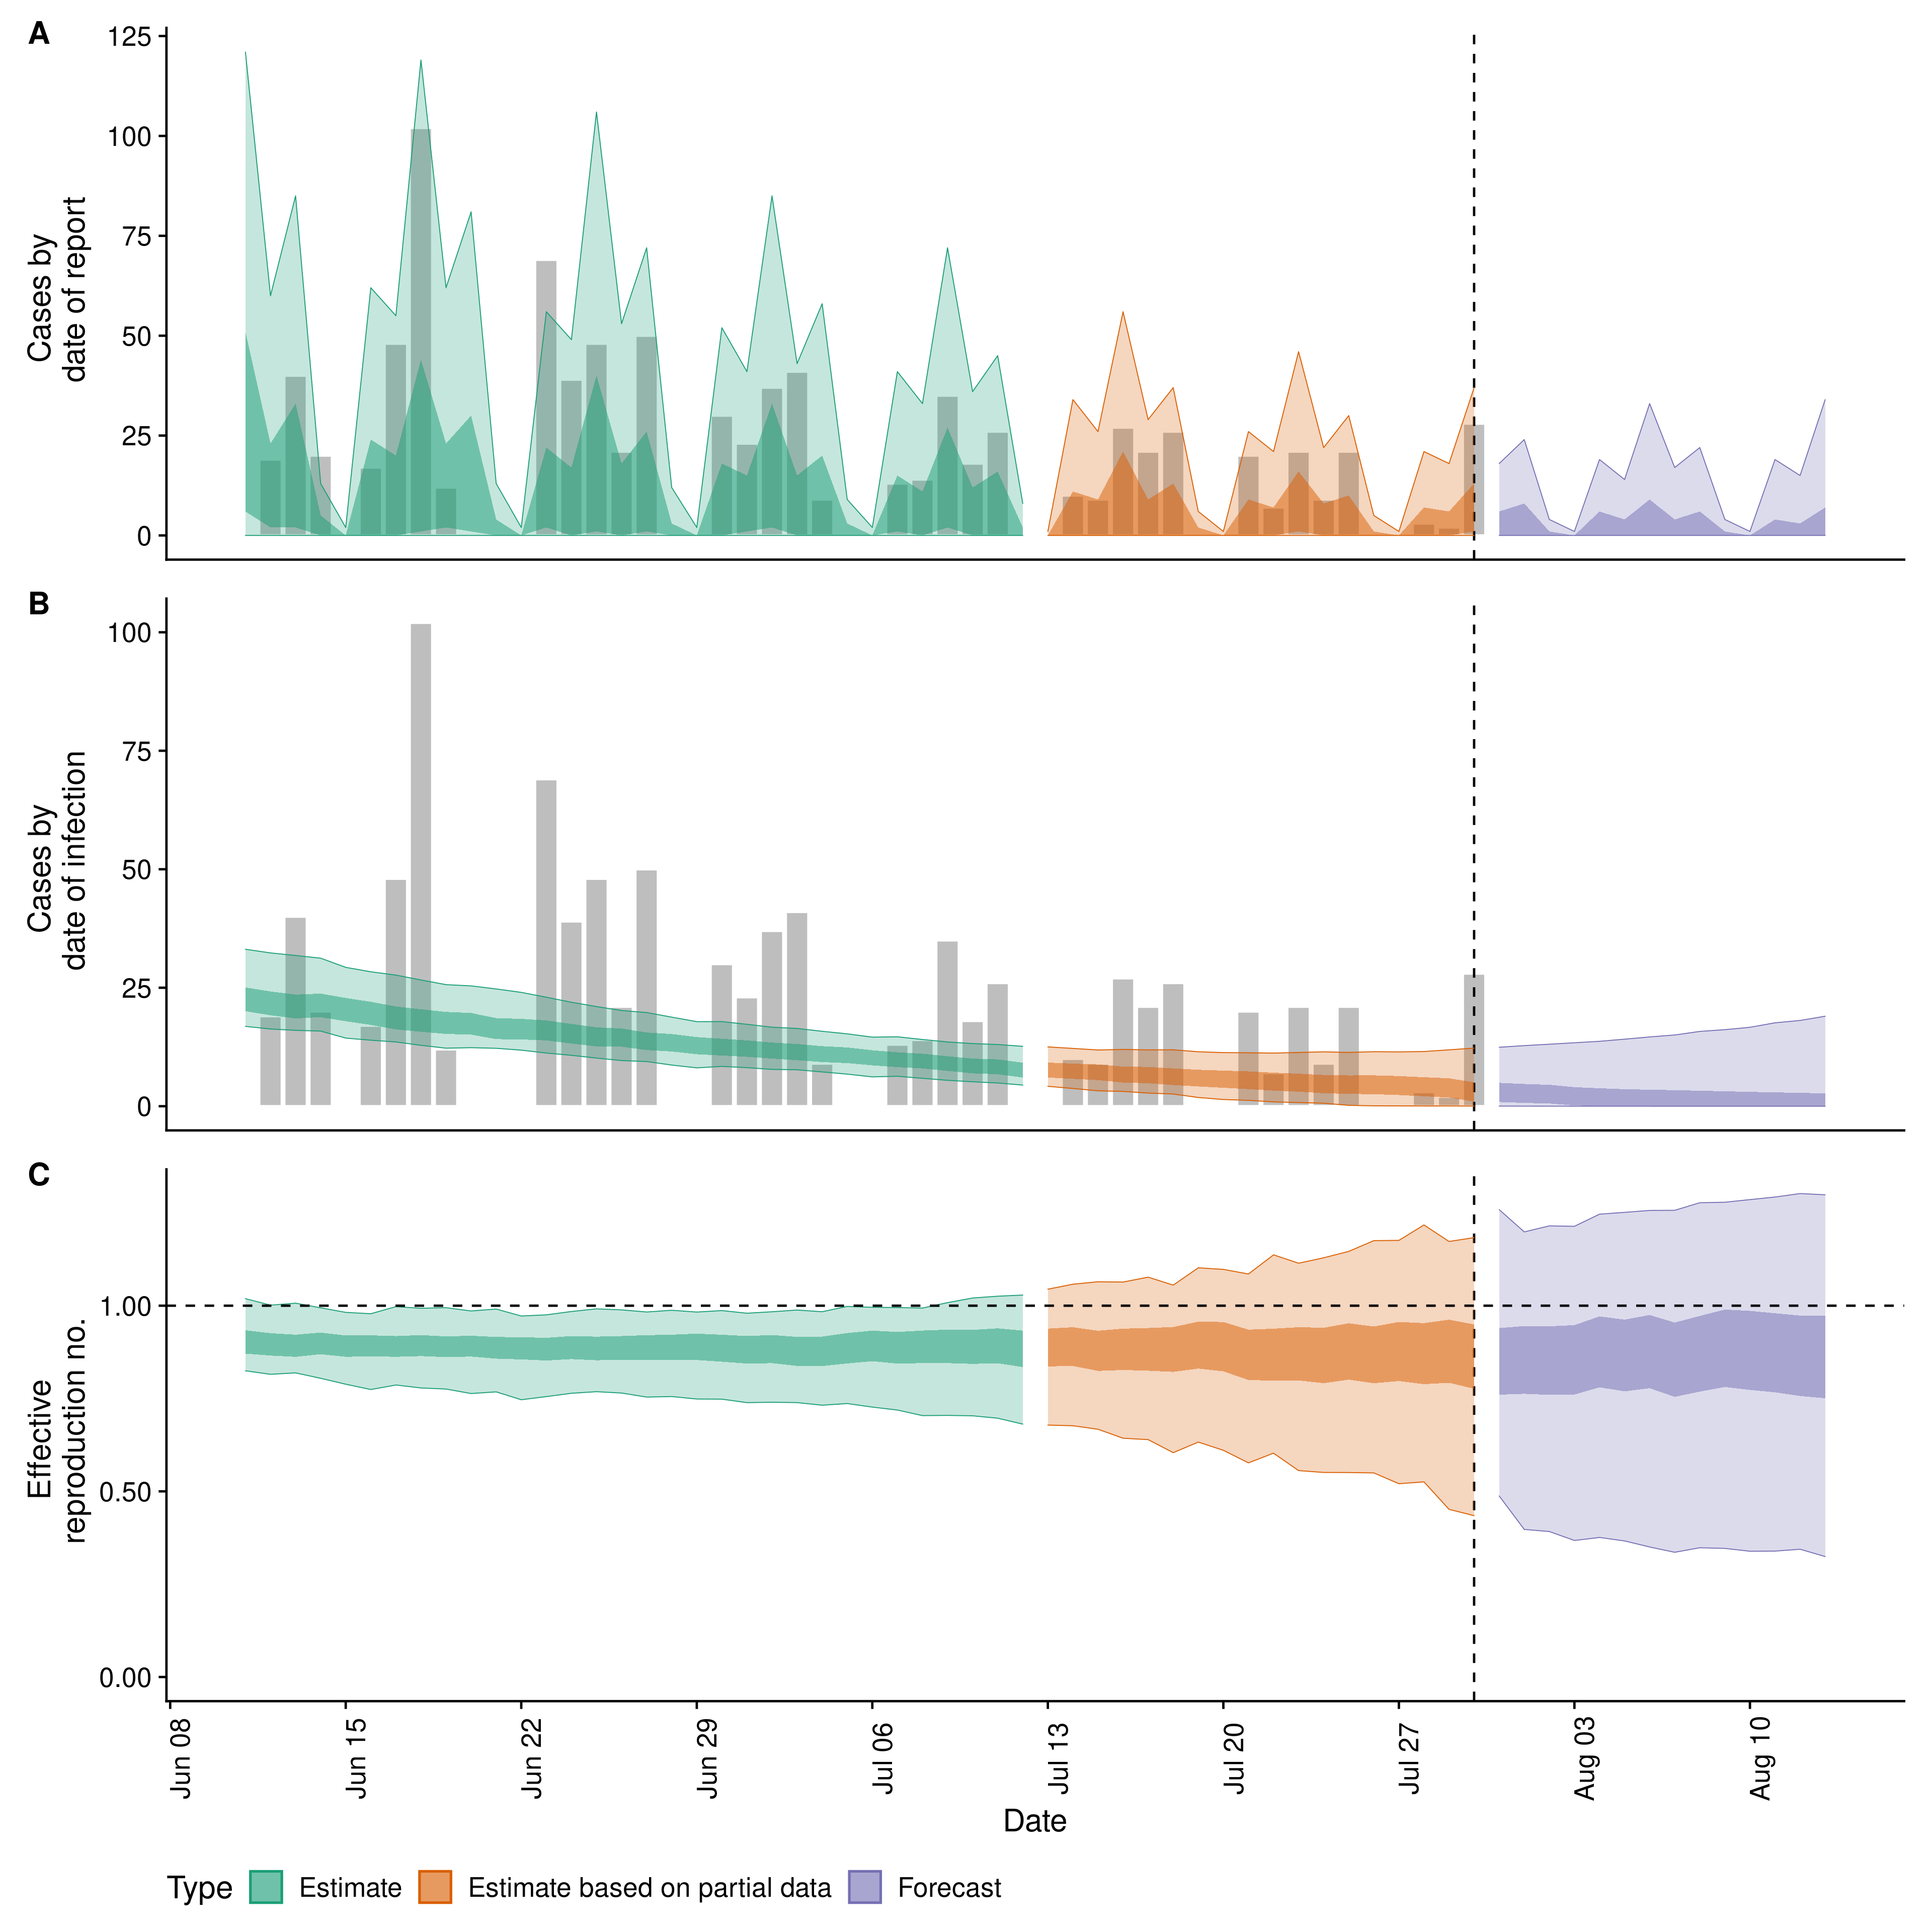 A
125
100
75
50
25
0
Cases by
date of report
B
100
75
50
25
0
Cases by
date of infection
C
1.00
0.50
0.00
Effective
reproduction no.
Jun 08
Jun 15
Jun 22
Jun 29
Jul 06
Jul 13
Jul 20
Jul 27
Aug 03
Aug 10
Date
Type Estimate Estimate based on partial data Forecast